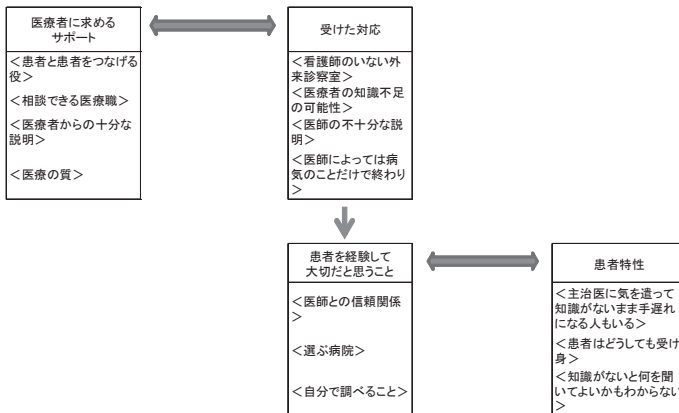 医療者に求める
サポート
＜患者と患者をつなげる
役＞
＜相談できる医療職＞
＜医療者からの十分な
説明＞
＜医療の質＞
受けた対応
＜看護師のいない外
来診察室＞
＜医療者の知識不足
の可能性＞
＜医師の不十分な説
明＞
＜医師によっては病
気のことだけで終わり
＞
患者を経験して
大切だと思うこと
＜医師との信頼関係
＞
＜選ぶ病院＞
＜自分で調べること＞
患者特性
＜主治医に気を遣って
知識がないまま手遅れ
になる人もいる＞
＜患者はどうしても受け
身＞
＜知識がないと何を聞
いてよいかもわからない
＞